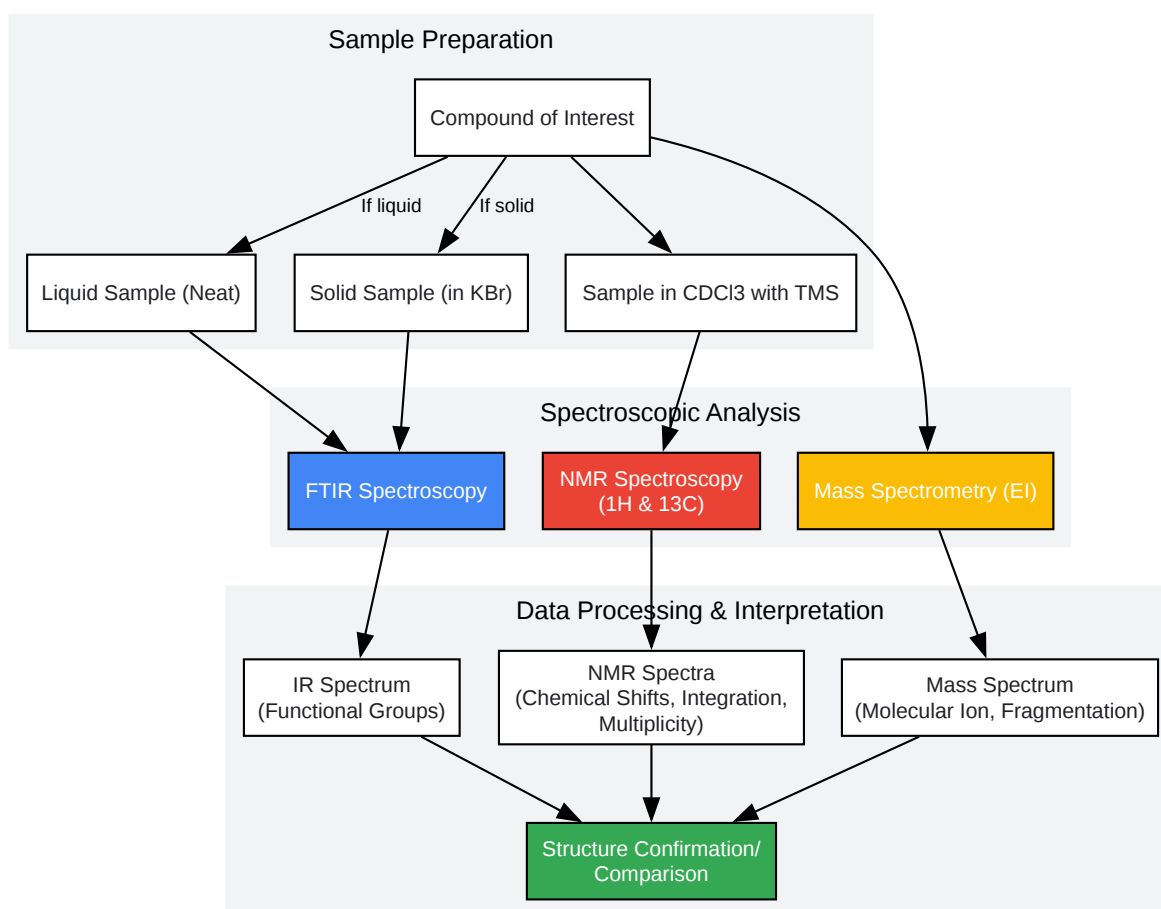 Sample Preparation
Compound of Interest
If liquid
If solid
Liquid Sample (Neat)
Solid Sample (in KBr)
Sample in CDCl3 with TMS
Spectroscopic Analysis
FTIR Spectroscopy
NMR Spectroscopy
(1H & 13C)
Mass Spectrometry (EI)
Data Processing & Interpretation
IR Spectrum
(Functional Groups)
NMR Spectra
(Chemical Shifts, Integration,
Multiplicity)
Mass Spectrum
(Molecular Ion, Fragmentation)
Structure Confirmation/
Comparison